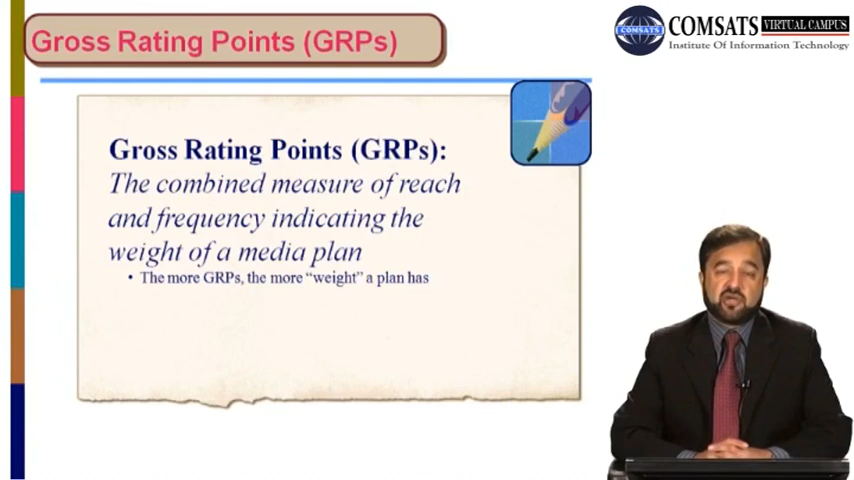 Gross Rating Points (GRPs)
COMSATS
COMSATS VIRTUAL CAMPUS
Institute Of Information Technology
Gross Rating Points (GRPs):
The combined measure of reach
and frequency indicating the
weight of a media plan
• The more GRPs, the more “weight” a plan has